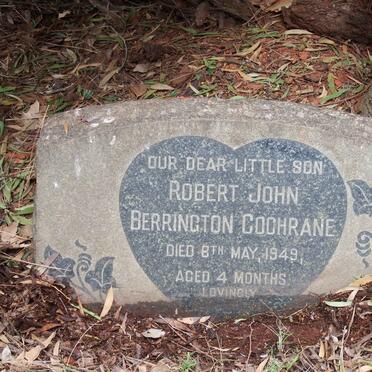 OUR DEAR LITTLE SON
ROBERT JOHN
BERRINGTON COCHRANE
DIED 8TH MAY, 1949,
AGED 4 MONTHS
LOVINGLY